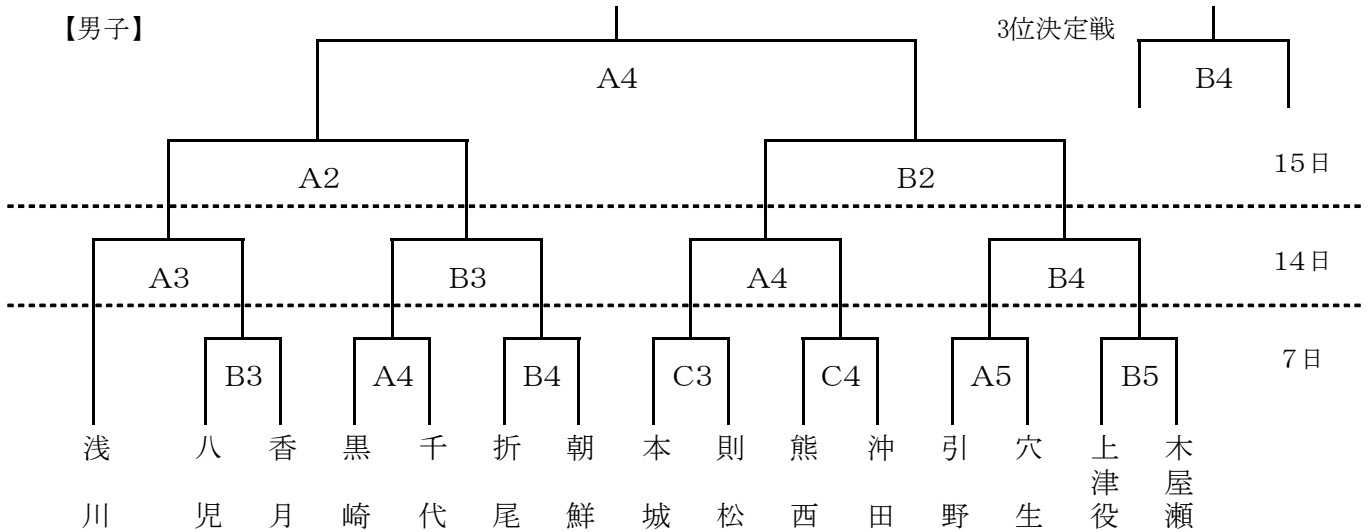 【男子】
3位決定戦
A4
B4
A2
B2
15日
A3
B3
A4
B4
14日
B3
A4
B4
C3
C4
A5
B5
7日
浅川
八児
香月
黒崎
千代
折尾
朝鮮
本城
則松
熊西
沖田
引野
穴生
上津役
木屋瀬